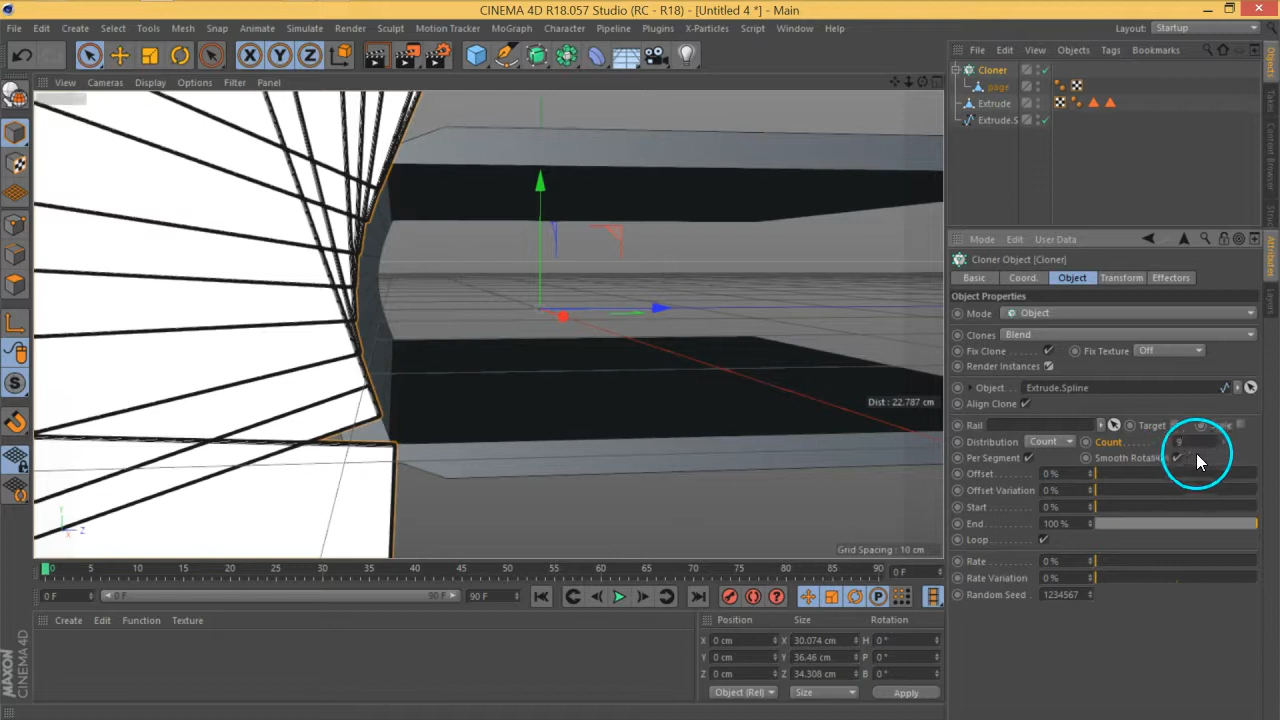 CINEMA 4D R18.057 Studio (RC - R18) - [Untitled 4 *] - Main
File Edit Create Select Tools Mesh Snap Animate Simulate Render Sculpt Motion Tracker MoGraph Character Pipeline Plugins X-Particles Script Window Help Layout: Startup
X Y Z
File Edit View Objects Tags Bookmarks
View Cameras Display Options Filter Panel
Cloner
page
Extrude
Extrude.S
Objects
Takes
Content Browser
Struc
Attributes
Layers
Dist : 22.787 cm
Grid Spacing : 10 cm
Mode Edit User Data
Cloner Object [Cloner]
Basic Coord. Object Transform Effectors
Object Properties
Mode Object
Clones Blend
Fix Clone Fix Texture Off
Render Instances
Object Extrude.Spline
Align Clone
Rail Target
Distribution Count Count 9
Per Segment Smooth Rotation
Offset 0 %
Offset Variation 0 %
Start 0 %
End 100 %
Loop
Rate 0 %
Rate Variation 0 %
Random Seed 1234567
0 5 10 15 20 25 30 35 40 45 50 55 60 65 70 75 80 85 90 0 F
0 F 0 F 90 F 90 F
Create Edit Function Texture
Position Size Rotation
X 0 cm X 30.074 cm H 0 °
Y 0 cm Y 36.46 cm P 0 °
Z 0 cm Z 34.308 cm B 0 °
Object (Rel) Size Apply
MAXON
CINEMA 4D